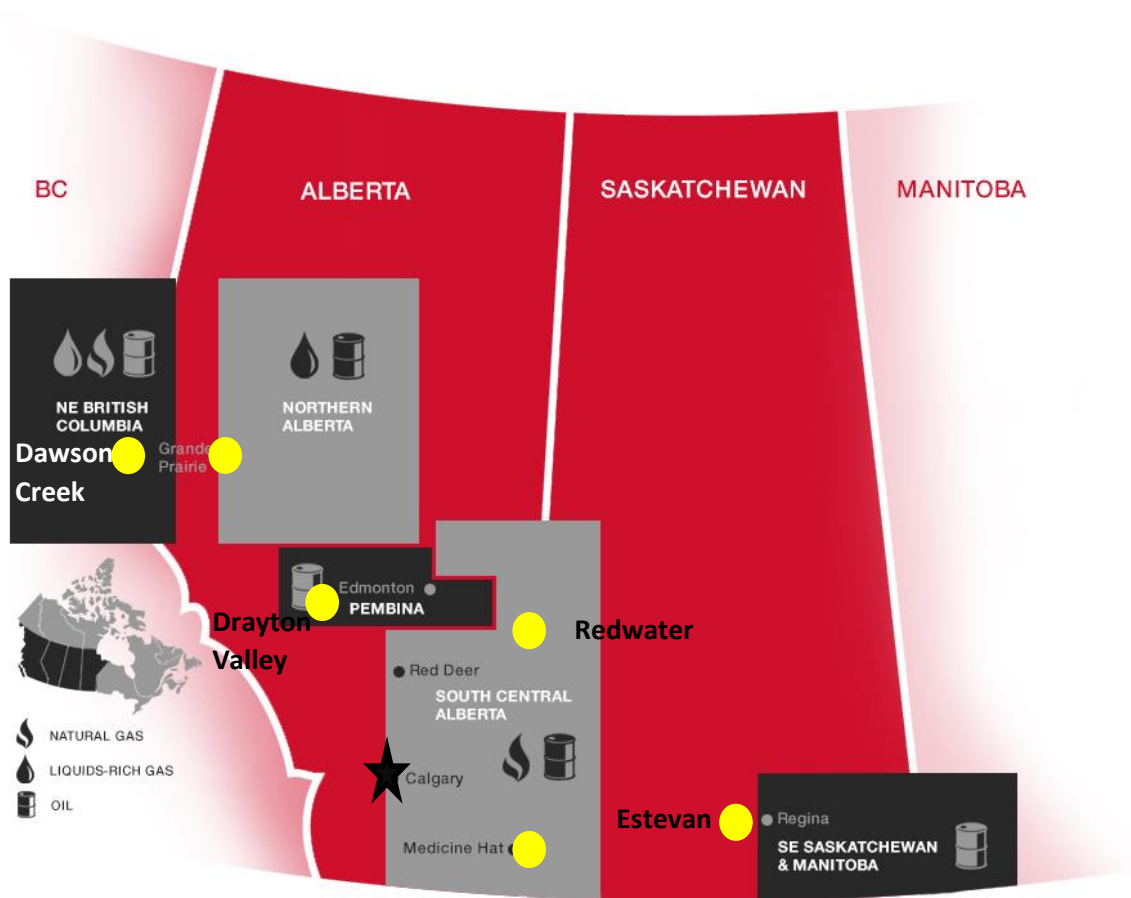 BC
ALBERTA
SASKATCHEWAN
MANITOBA
NE BRITISH
COLUMBIA
NORTHERN
ALBERTA
Dawson
Creek
Grande
Prairie
Edmonton
PEMBINA
Drayton
Valley
Redwater
Red Deer
SOUTH CENTRAL
ALBERTA
NATURAL GAS
LIQUIDS-RICH GAS
OIL
Calgary
Medicine Hat
Estevan
Regina
SE SASKATCHEWAN
& MANITOBA